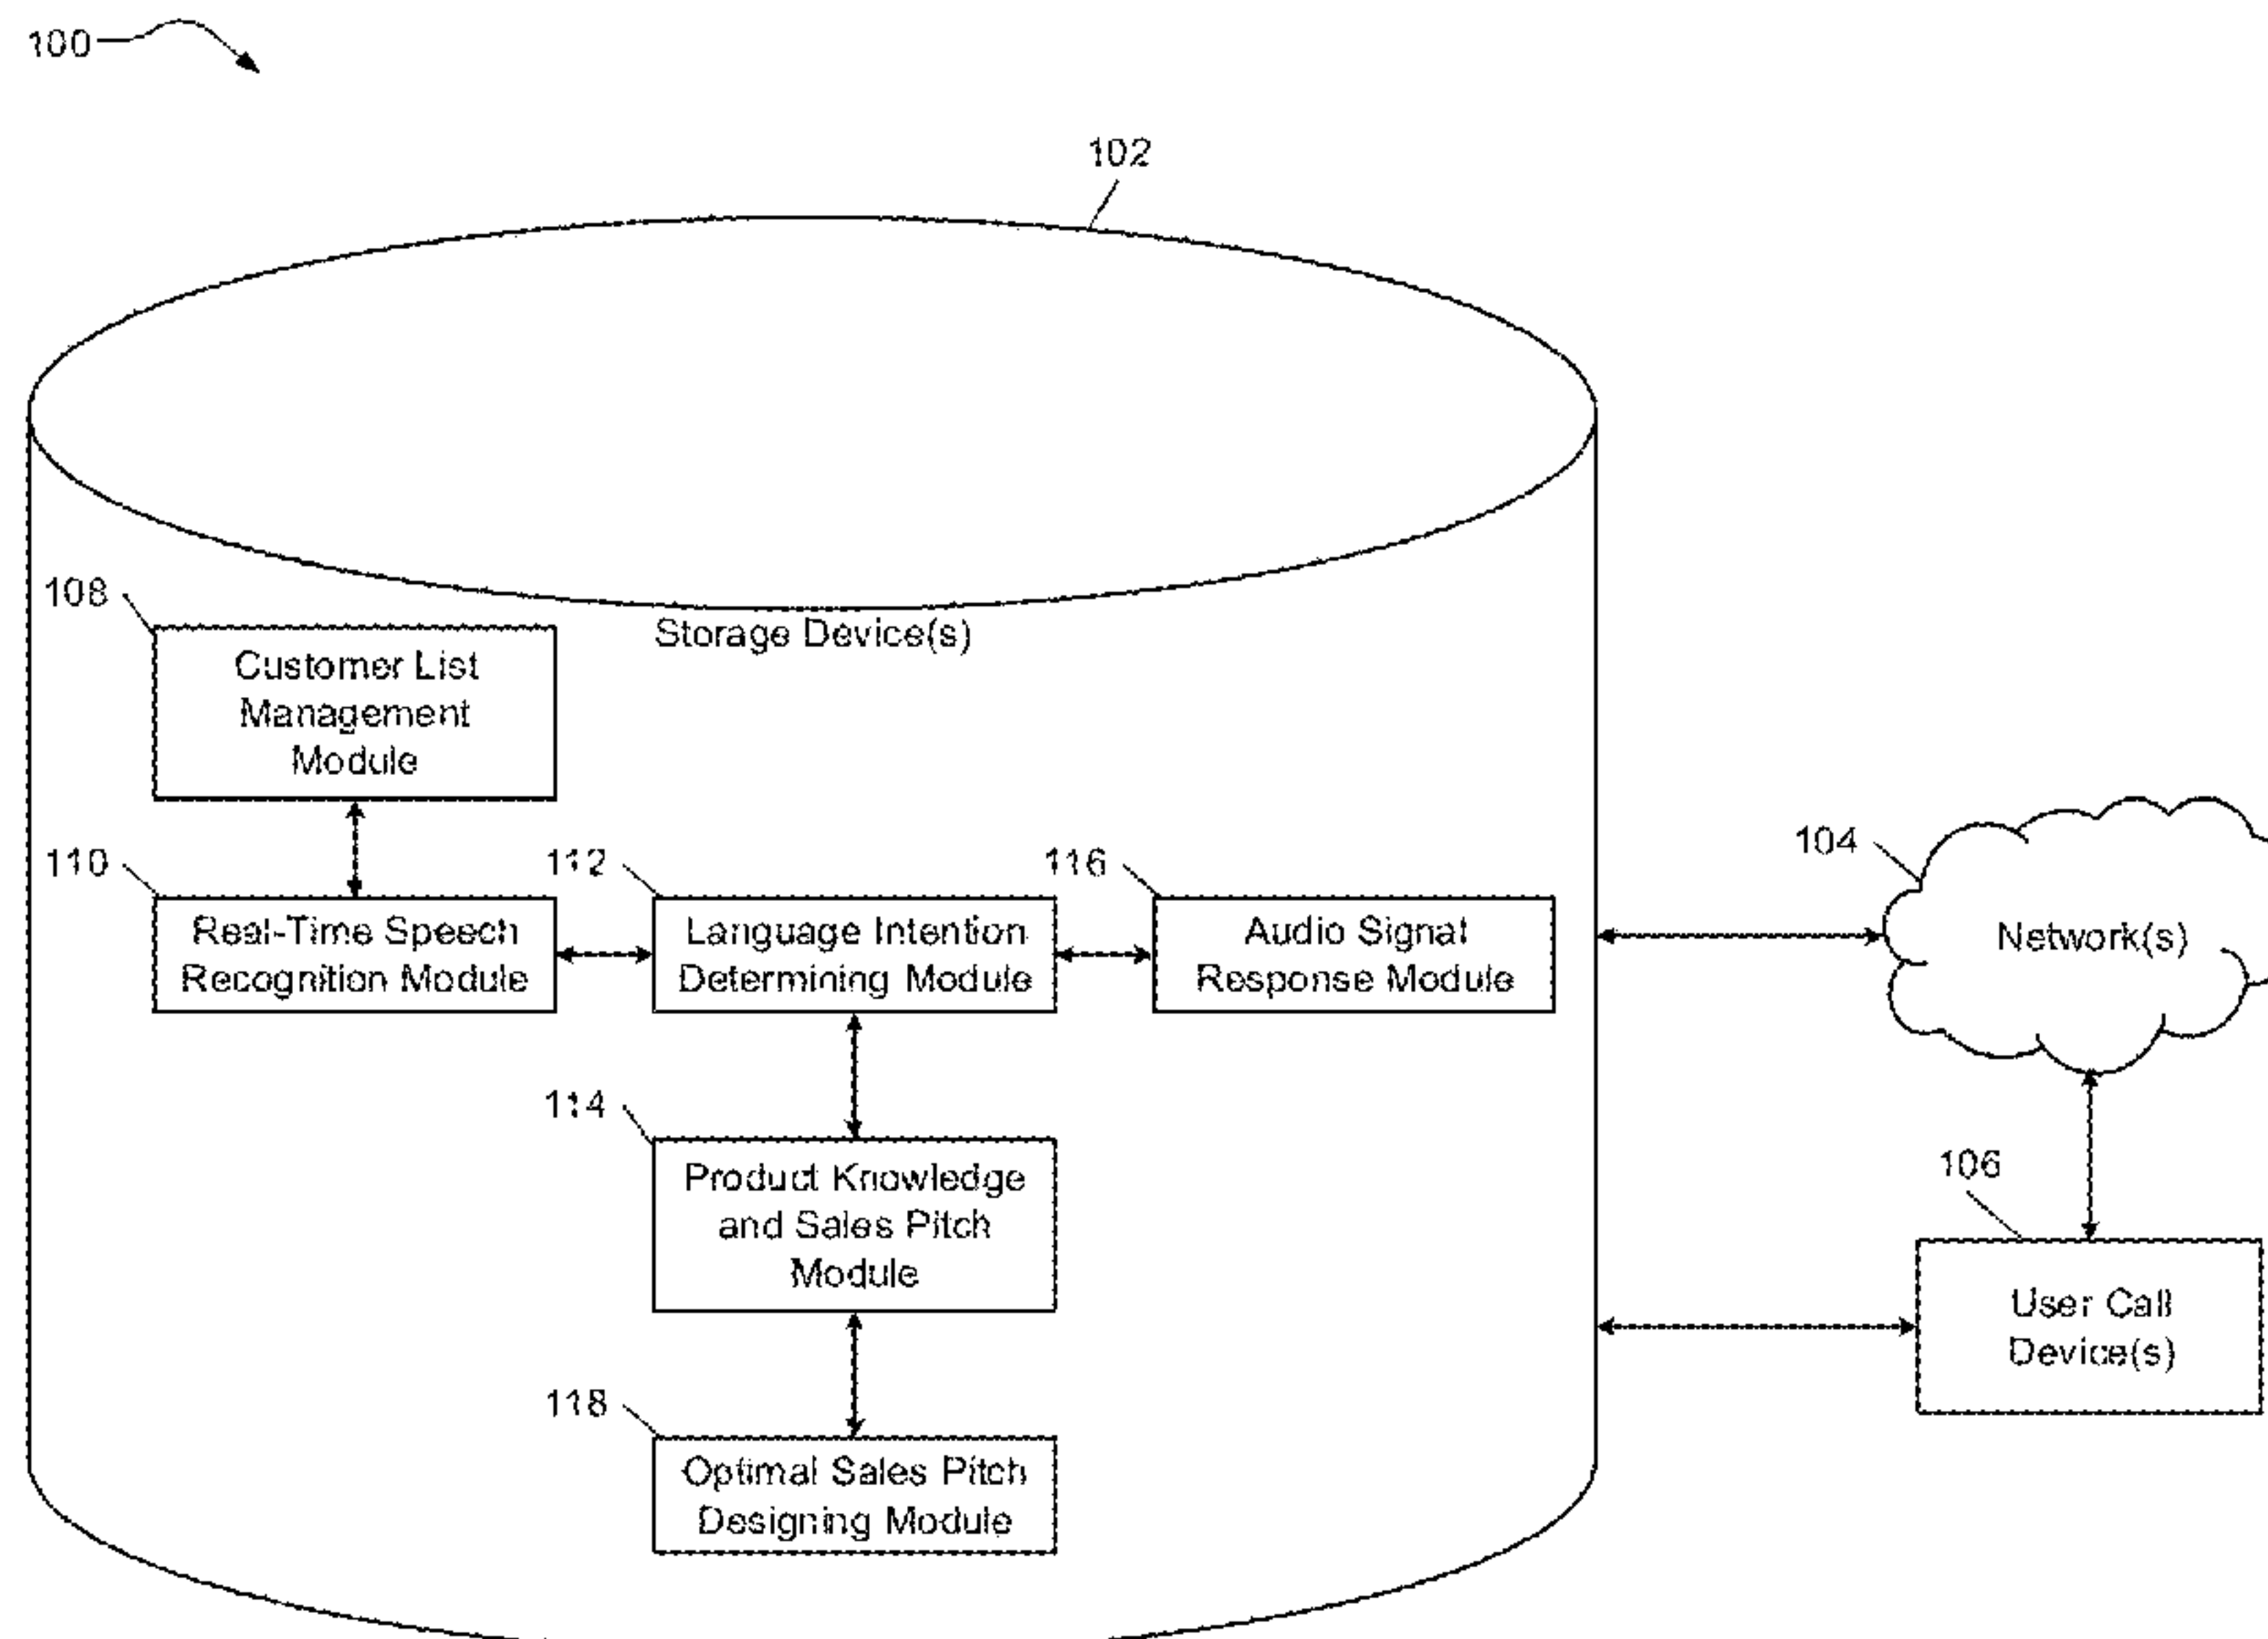 100
102
Storage Device(s)
108
Customer List
Management
Module
110
Real-Time Speech
Recognition Module
112
Language Intention
Determining Module
116
Audio Signal
Response Module
104
Network(s)
114
Product Knowledge
and Sales Pitch
Module
106
User Call
Device(s)
118
Optimal Sales Pitch
Designing Module